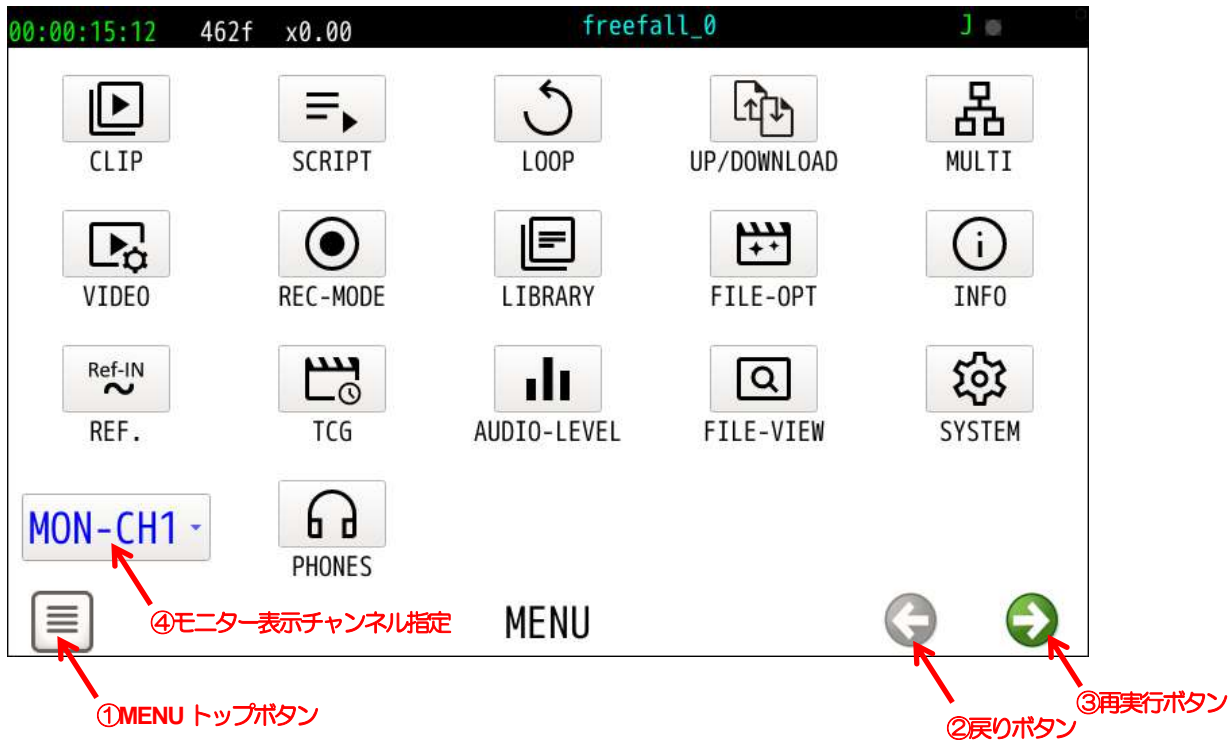 00:00:15:12 462f x0.00 freefall_0 J
CLIP SCRIPT LOOP UP/DOWNLOAD MULTI
VIDEO REC-MODE LIBRARY FILE-OPT INFO
Ref-IN
REF. TCG AUDIO-LEVEL FILE-VIEW SYSTEM
MON-CH1
PHONES
④モニター表示チャンネル指定
MENU
①MENU トップボタン
②戻りボタン
③再実行ボタン